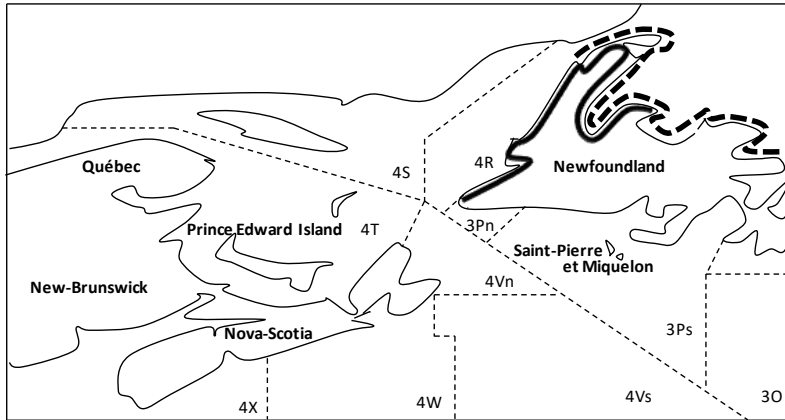 Québec
4S
4R
Newfoundland
Prince Edward Island
4T
3Pn
Saint-Pierre
et Miquelon
New-Brunswick
4Vn
Nova-Scotia
3Ps
4X
4W
4Vs
3O